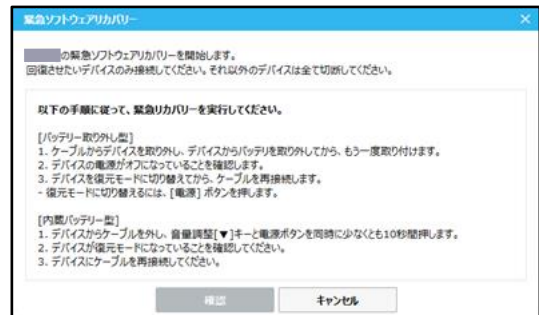 緊急ソフトウェアリカバリー
の緊急ソフトウェアリカバリーを開始します。
回復させたいデバイスのみ接続してください。それ以外のデバイスは全て切断してください。
以下の手順に従って、緊急リカバリーを実行してください。
[バッテリー取り外し型]
1. ケーブルからデバイスを取り外し、デバイスからバッテリを取り外してから、もう一度取り付けます。
2. デバイスの電源がオフになっていることを確認します。
3. デバイスを復元モードに切り替えてから、ケーブルを再接続します。
- 復元モードに切り替えるには、[電源] ボタンを押します。
[内蔵バッテリー型]
1. デバイスからケーブルを外し、音量調整[▼]キーと電源ボタンを同時に少なくとも10秒間押します。
2. デバイスが復元モードになっていることを確認してください。
3. デバイスにケーブルを再接続してください。
確認 キャンセル